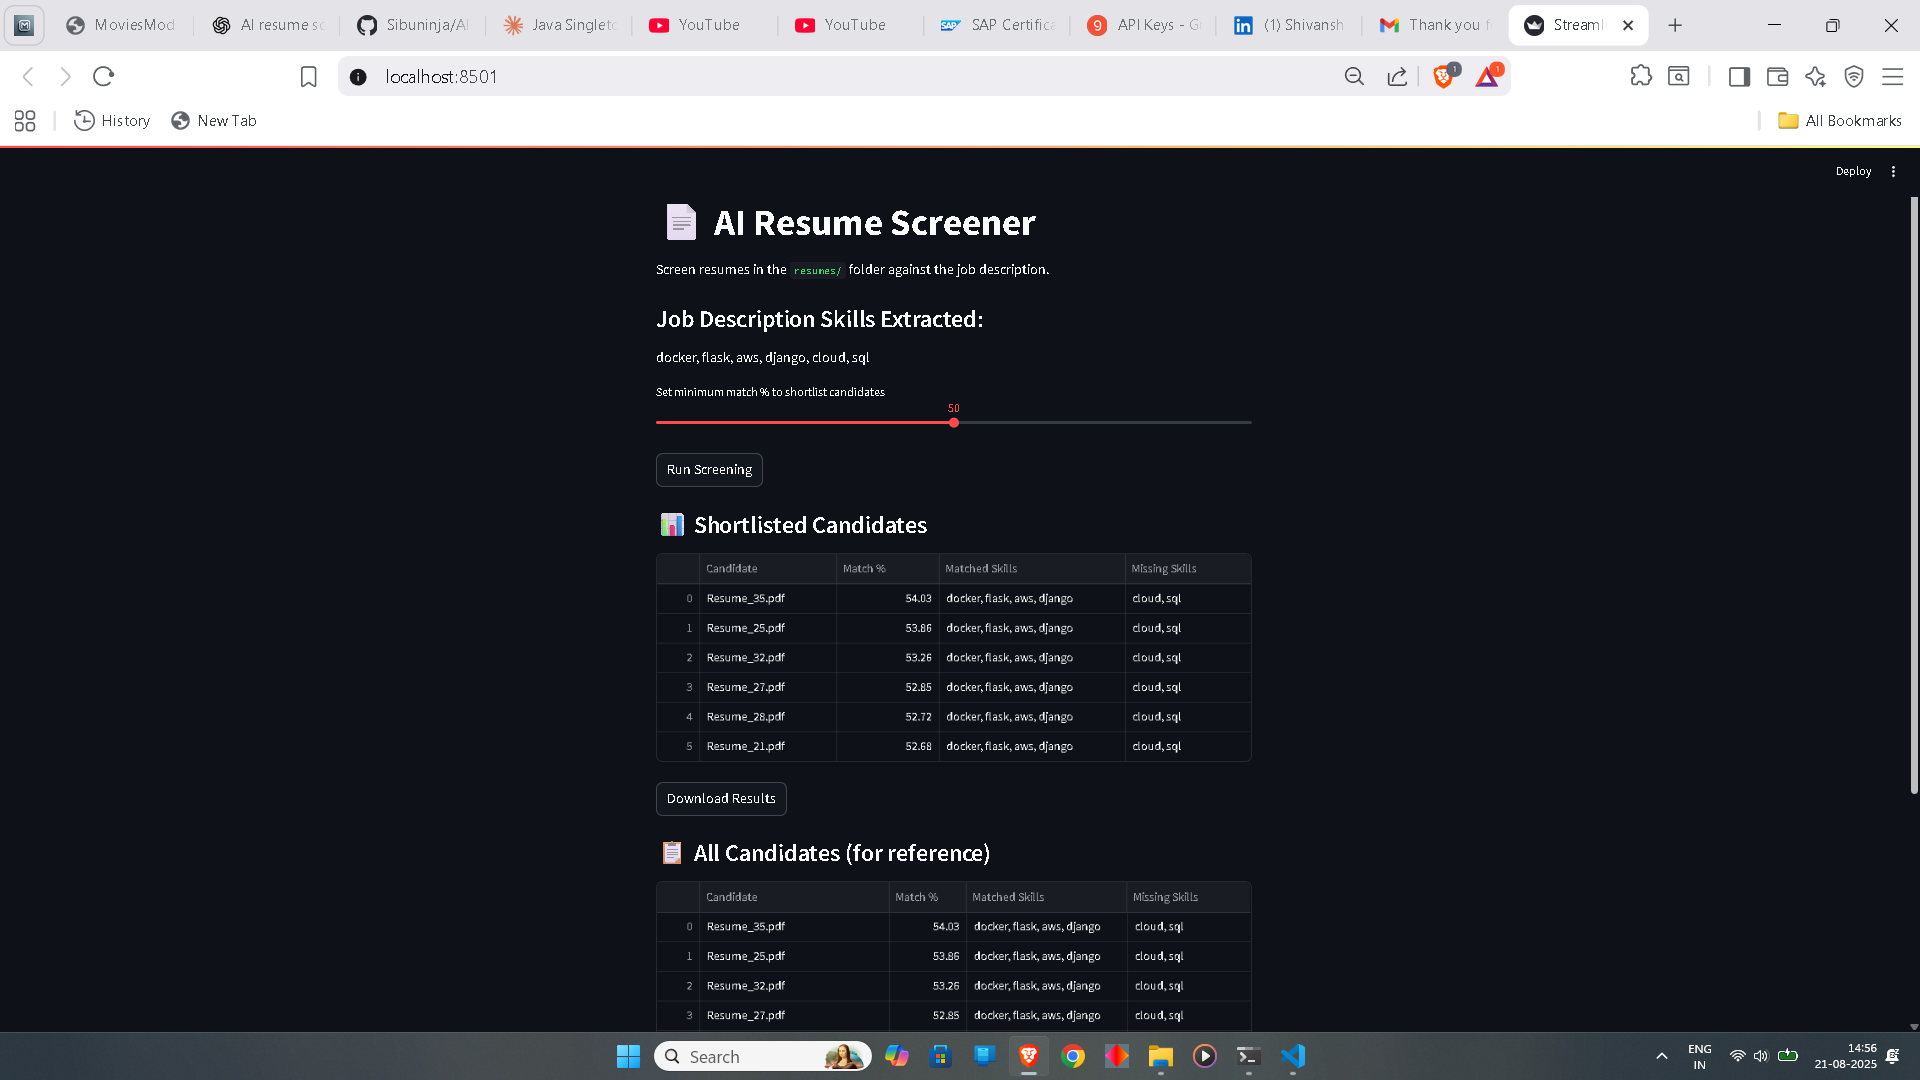 MoviesMod
AI resume sc
Sibuninja/AI
Java Singlet
YouTube
YouTube
SAP Certifica
API Keys - G
(1) Shivansh
Thank you f
Streaml
localhost:8501
1
1
History
New Tab
All Bookmarks
Deploy
AI Resume Screener
Screen resumes in the resumes/ folder against the job description.
Job Description Skills Extracted:
docker, flask, aws, django, cloud, sql
Set minimum match % to shortlist candidates
50
Run Screening
Shortlisted Candidates
Candidate Match % Matched Skills Missing Skills
0 Resume_35.pdf 54.03 docker, flask, aws, django cloud, sql
1 Resume_25.pdf 53.86 docker, flask, aws, django cloud, sql
2 Resume_32.pdf 53.26 docker, flask, aws, django cloud, sql
3 Resume_27.pdf 52.85 docker, flask, aws, django cloud, sql
4 Resume_28.pdf 52.72 docker, flask, aws, django cloud, sql
5 Resume_21.pdf 52.68 docker, flask, aws, django cloud, sql
Download Results
All Candidates (for reference)
Candidate Match % Matched Skills Missing Skills
0 Resume_35.pdf 54.03 docker, flask, aws, django cloud, sql
1 Resume_25.pdf 53.86 docker, flask, aws, django cloud, sql
2 Resume_32.pdf 53.26 docker, flask, aws, django cloud, sql
3 Resume_27.pdf 52.85 docker, flask, aws, django cloud, sql
Search
ENG
IN
14:56
21-08-2025